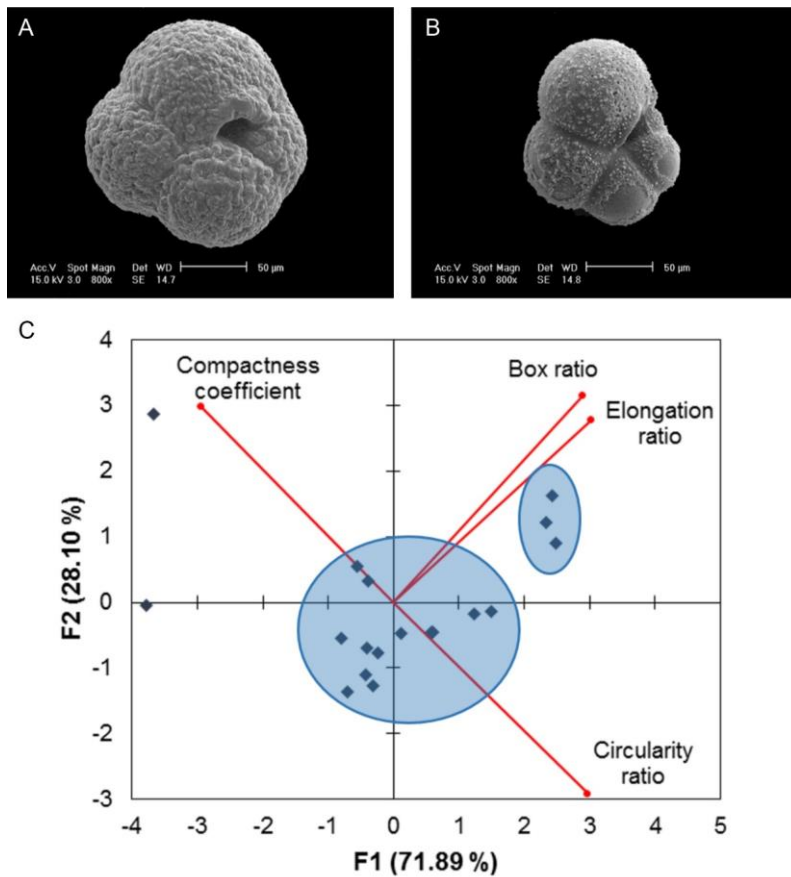 A
Acc.V Spot Magn Det WD 50 µm
15.0 kV 3.0 800x SE 14.7
B
Acc.V Spot Magn Det WD 50 µm
15.0 kV 3.0 800x SE 14.8
C
4
3
2
1
0
-1
-2
-3
F2 (28.10 %)
Compactness
coefficient
Box ratio
Elongation
ratio
Circularity
ratio
-4 -3 -2 -1 0 1 2 3 4 5
F1 (71.89 %)